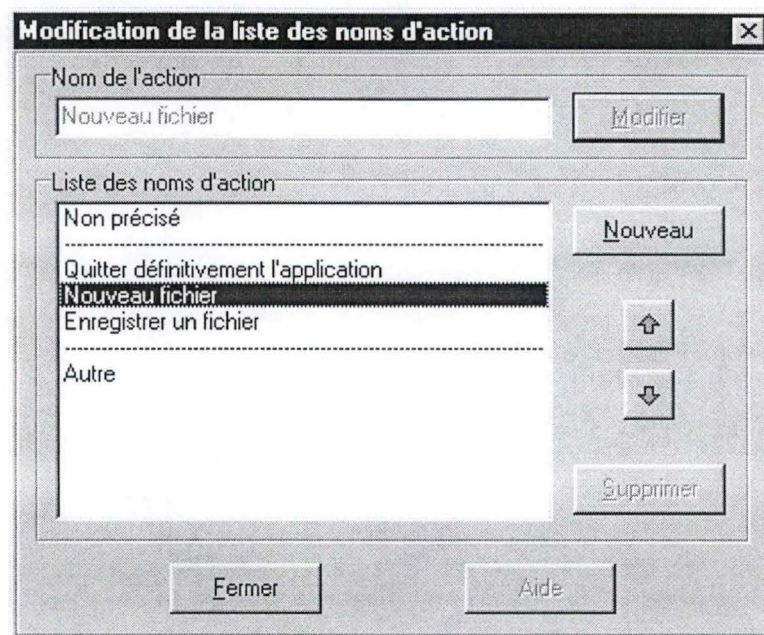 Modification de la liste des noms d'action
Nom de l'action
Nouveau fichier
Modifier
Liste des noms d'action
Non précisé
Quitter définitivement l'application
Nouveau fichier
Enregistrer un fichier
Autre
Nouveau
Supprimer
Fermer
Aide